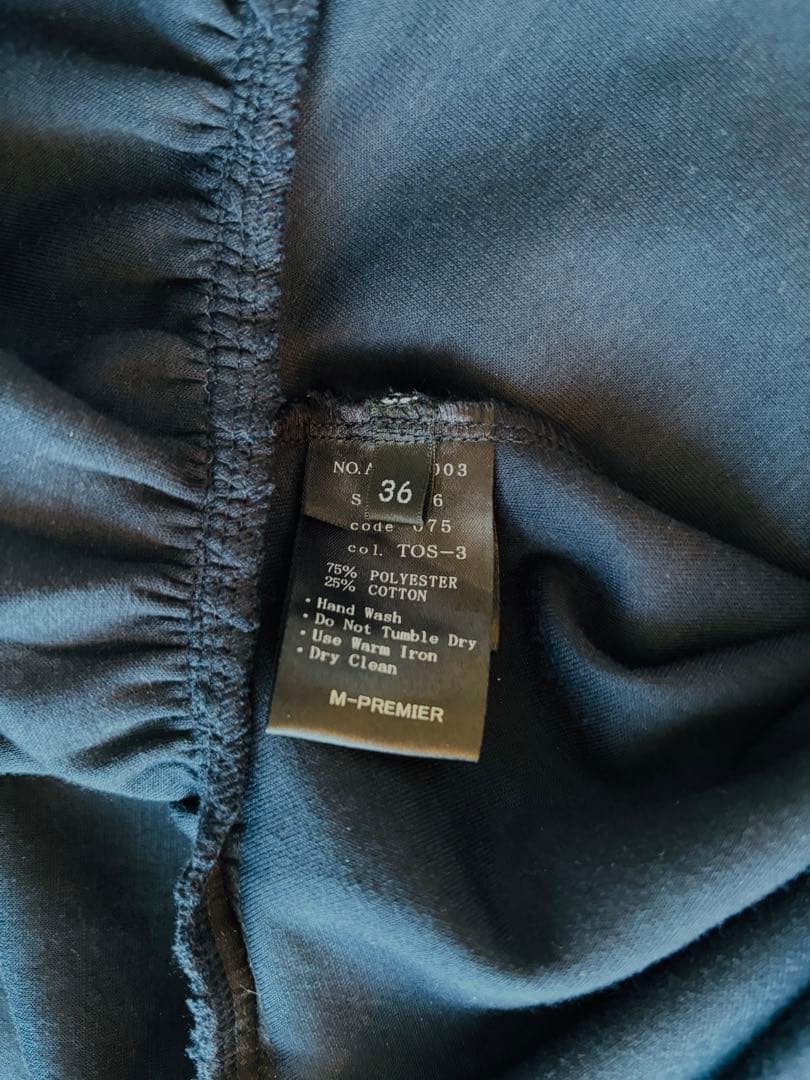 NO.A 003
36
S 6
code 075
col. TOS-3
75% POLYESTER
25% COTTON
・Hand Wash
・Do Not Tumble Dry
・Use Warm Iron
・Dry Clean
M-PREMIER